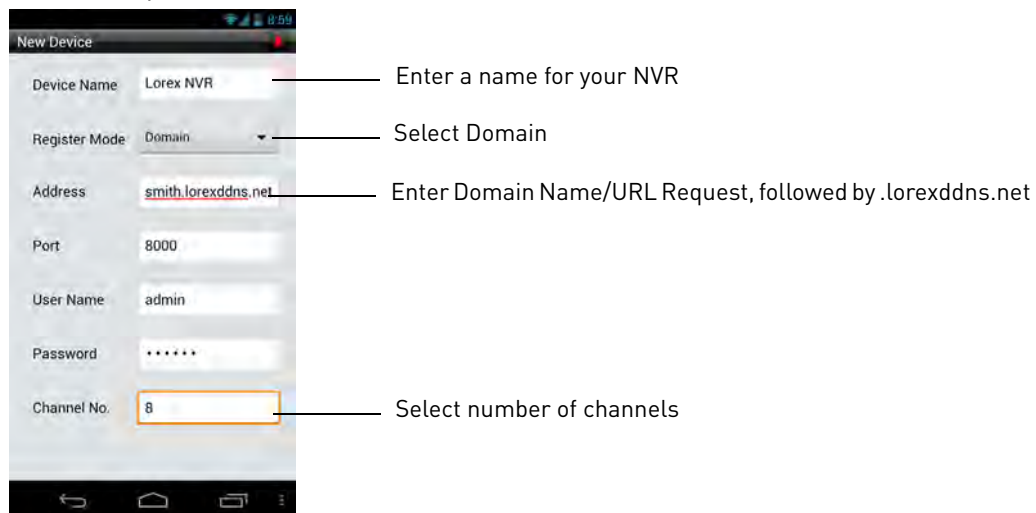 8:59
New Device
Device Name Lorex NVR Enter a name for your NVR
Register Mode Domain Select Domain
Address smith.lorexddns.net Enter Domain Name/URL Request, followed by .lorexddns.net
Port 8000
User Name admin
Password ••••••
Channel No. 8 Select number of channels